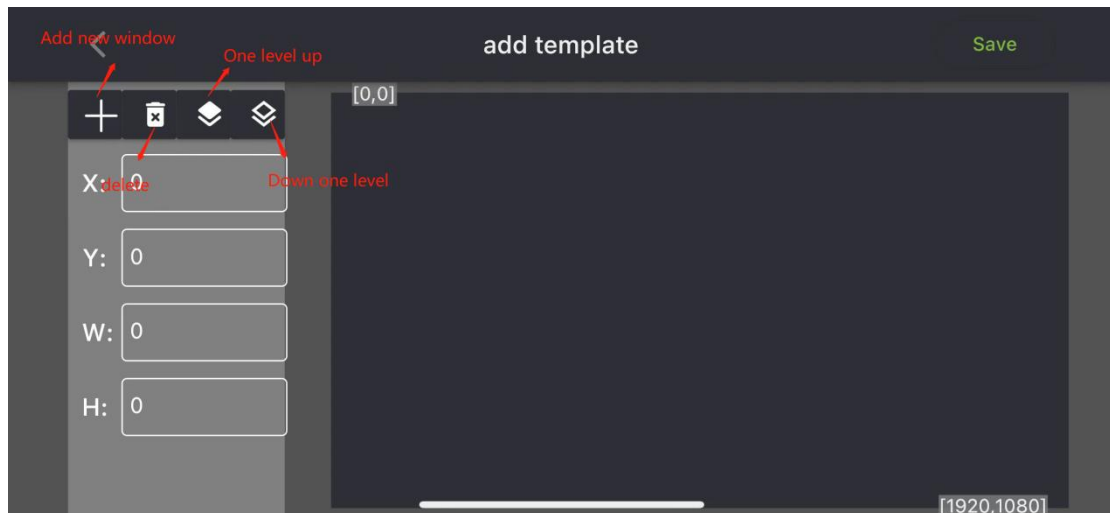 Add new window
One level up
add template
Save
[0,0]
X: 0
delete
Down one level
Y: 0
W: 0
H: 0
[1920,1080]